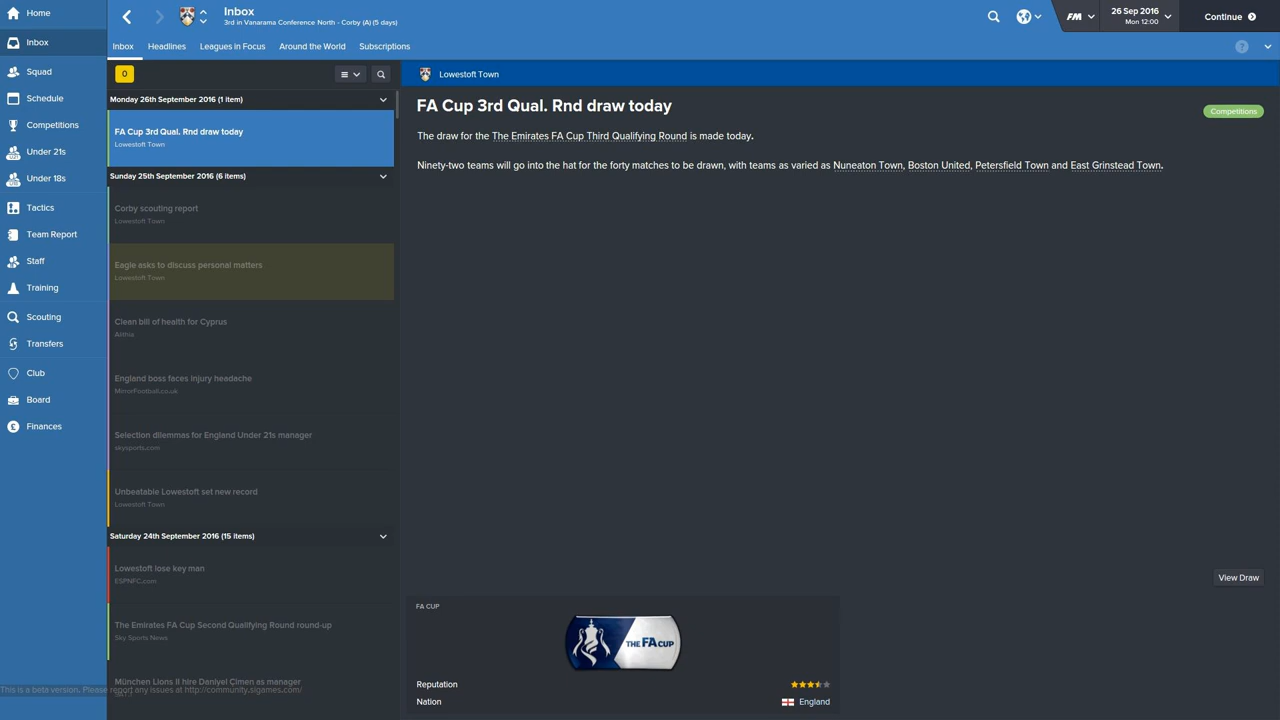 Home
Inbox
Squad
Schedule
Competitions
Under 21s
Under 18s
Tactics
Team Report
Staff
Training
Scouting
Transfers
Club
Board
Finances
Inbox
3rd in Vanarama Conference North - Corby (A) (5 days)
FM
26 Sep 2016
Mon 12:00
Continue
Inbox
Headlines
Leagues in Focus
Around the World
Subscriptions
?
0
Monday 26th September 2016 (1 item)
FA Cup 3rd Qual. Rnd draw today
Lowestoft Town
Sunday 25th September 2016 (6 items)
Corby scouting report
Lowestoft Town
Eagle asks to discuss personal matters
Lowestoft Town
Clean bill of health for Cyprus
Alithia
England boss faces injury headache
MirrorFootball.co.uk
Selection dilemmas for England Under 21s manager
skysports.com
Unbeatable Lowestoft set new record
Lowestoft Town
Saturday 24th September 2016 (15 items)
Lowestoft lose key man
ESPNFC.com
The Emirates FA Cup Second Qualifying Round round-up
Sky Sports News
München Lions II hire Daniyel Çimen as manager
This is a beta version. Please report any issues at http://community.sigames.com/
Lowestoft Town
FA Cup 3rd Qual. Rnd draw today
Competitions
The draw for the The Emirates FA Cup Third Qualifying Round is made today.
Ninety-two teams will go into the hat for the forty matches to be drawn, with teams as varied as Nuneaton Town, Boston United, Petersfield Town and East Grinstead Town.
View Draw
FA CUP
THE FA CUP
Reputation
Nation
England